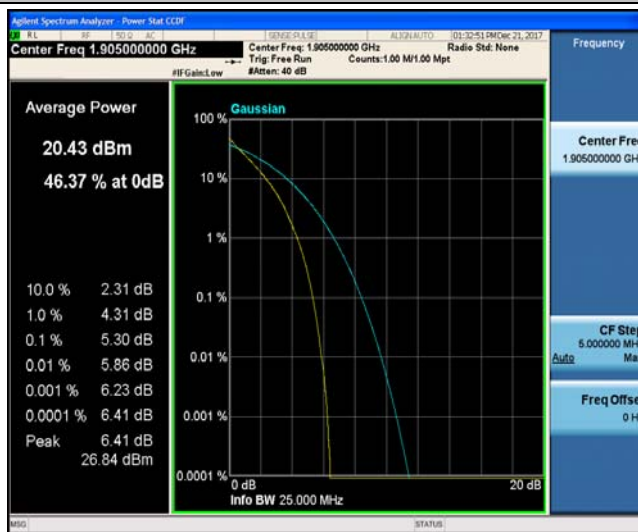 Agilent Spectrum Analyzer - Power Stat CCDF
RL RF 50 Ω AC SENSE:PULSE ALIGNAUTO 01:32:51 PM Dec 21, 2017
Center Freq 1.905000000 GHz
Center Freq: 1.905000000 GHz Radio Std: None
Trig: Free Run Counts:1.00 M/1.00 Mpt
#IFGain:Low #Atten: 40 dB
Frequency
Average Power
20.43 dBm
46.37 % at 0dB
10.0 % 2.31 dB
1.0 % 4.31 dB
0.1 % 5.30 dB
0.01 % 5.86 dB
0.001 % 6.23 dB
0.0001 % 6.41 dB
Peak 6.41 dB
26.84 dBm
Gaussian
100 %
10 %
1 %
0.1 %
0.01 %
0.001 %
0.0001 %
0 dB 20 dB
Info BW 25.000 MHz
Center Fre
1.905000000 GH
CF Ste
5.000000 MH
Auto Ma
Freq Offse
0 H
MSG STATUS